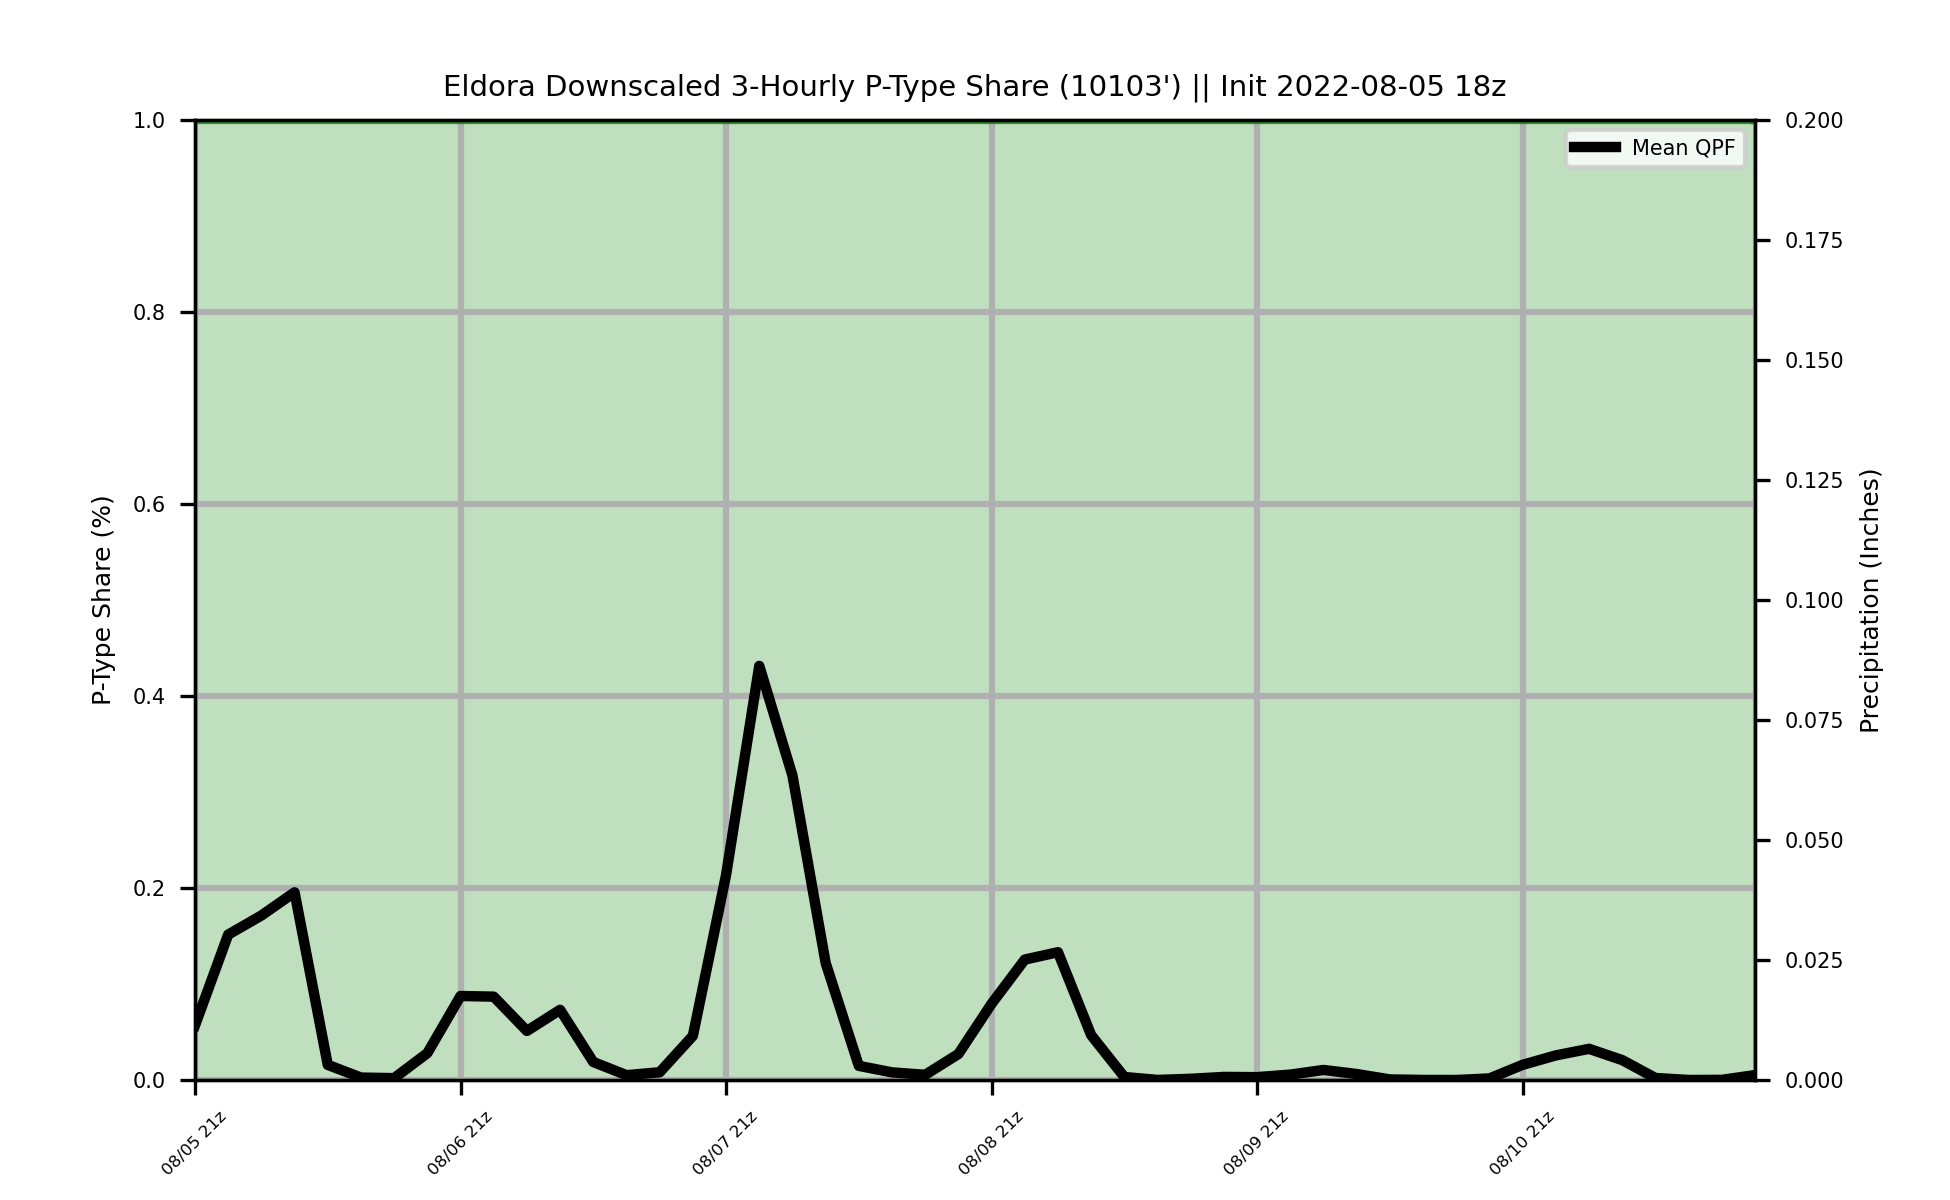 Eldora Downscaled 3-Hourly P-Type Share (10103') || Init 2022-08-05 18z
Mean QPF
P-Type Share (%)
1.0
0.8
0.6
0.4
0.2
0.0
0.200
0.175
0.150
0.125
0.100
0.075
0.050
0.025
0.000
Precipitation (Inches)
08/05 21z
08/06 21z
08/07 21z
08/08 21z
08/09 21z
08/10 21z